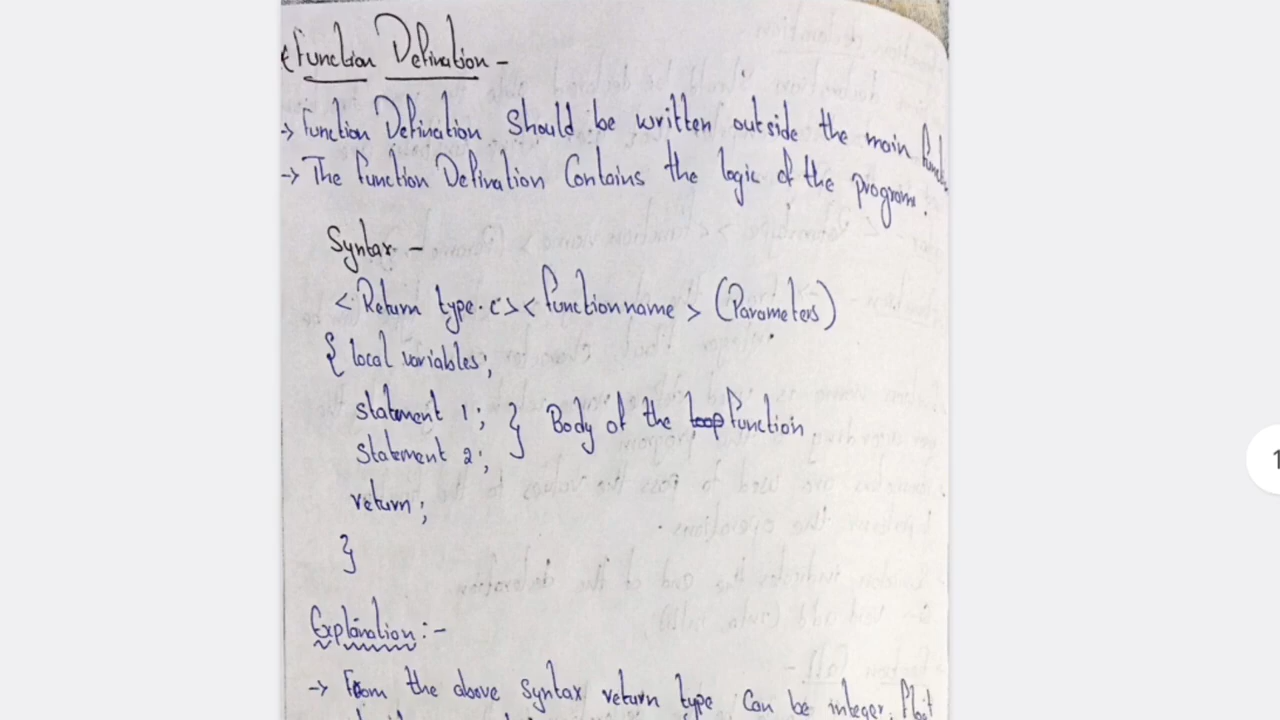 Function Defination -
-> Function Defination should be written outside the main
-> The function Defination Contains the logic of the program.
Syntax -
< Return type.c> < function name > (Parameters)
{ local variables;
statement 1; } Body of the loop function
statement 2;
return;
}
Explanation :-
-> From the above syntax return type can be integer, float
1